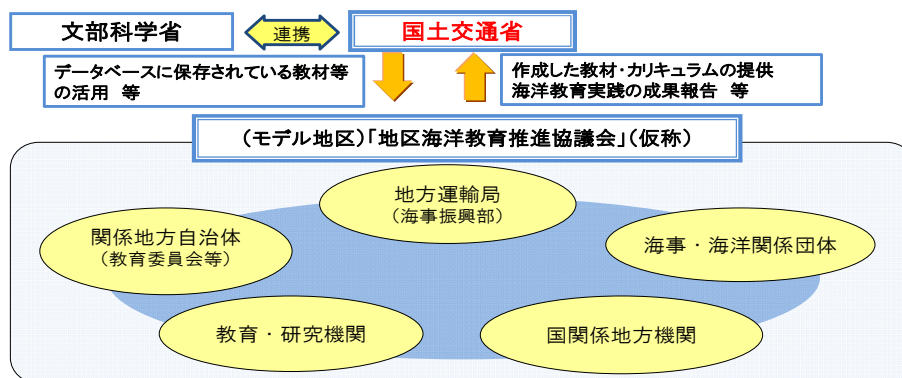 文部科学省
連携
国土交通省
データベースに保存されている教材等
の活用 等
作成した教材・カリキュラムの提供
海洋教育実践の成果報告 等
(モデル地区)「地区海洋教育推進協議会」(仮称)
地方運輸局
(海事振興部)
関係地方自治体
(教育委員会等)
海事・海洋関係団体
教育・研究機関
国関係地方機関